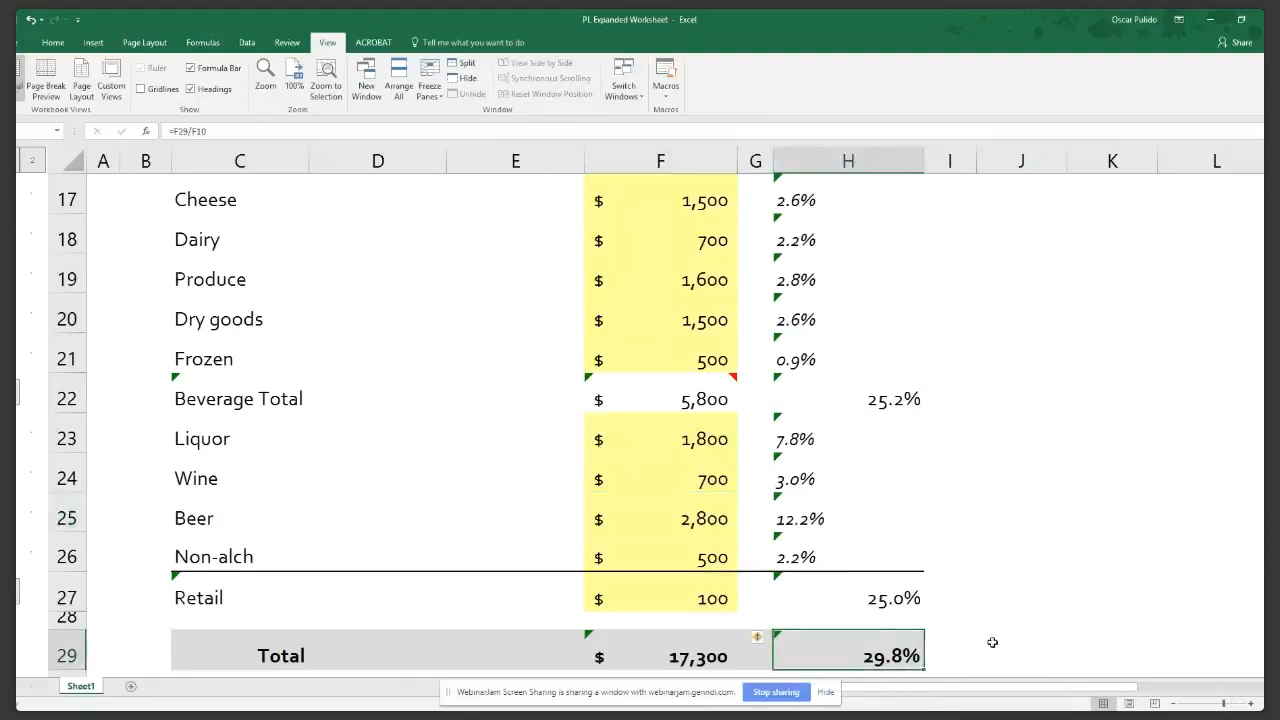 PL Expanded Worksheet - Excel
Oscar Pulido
Home Insert Page Layout Formulas Data Review View ACROBAT Tell me what you want to do Share
Page Break Preview
Page Layout
Custom Views
Ruler
Formula Bar
Gridlines
Headings
Zoom
100%
Zoom to Selection
New Window
Arrange All
Freeze Panes
Split
Hide
Unhide
View Side by Side
Synchronous Scrolling
Reset Window Position
Switch Windows
Macros
Workbook Views Show Zoom Window Macros
fx =F29/F10
2 A B C D E F G H I J K L
17 Cheese $ 1,500 2.6%
18 Dairy $ 700 2.2%
19 Produce $ 1,600 2.8%
20 Dry goods $ 1,500 2.6%
21 Frozen $ 500 0.9%
22 Beverage Total $ 5,800 25.2%
23 Liquor $ 1,800 7.8%
24 Wine $ 700 3.0%
25 Beer $ 2,800 12.2%
26 Non-alch $ 500 2.2%
27 Retail $ 100 25.0%
28
29 Total $ 17,300 29.8%
Sheet1
WebinarJam Screen Sharing is sharing a window with webinarjam.genndi.com. Stop sharing Hide